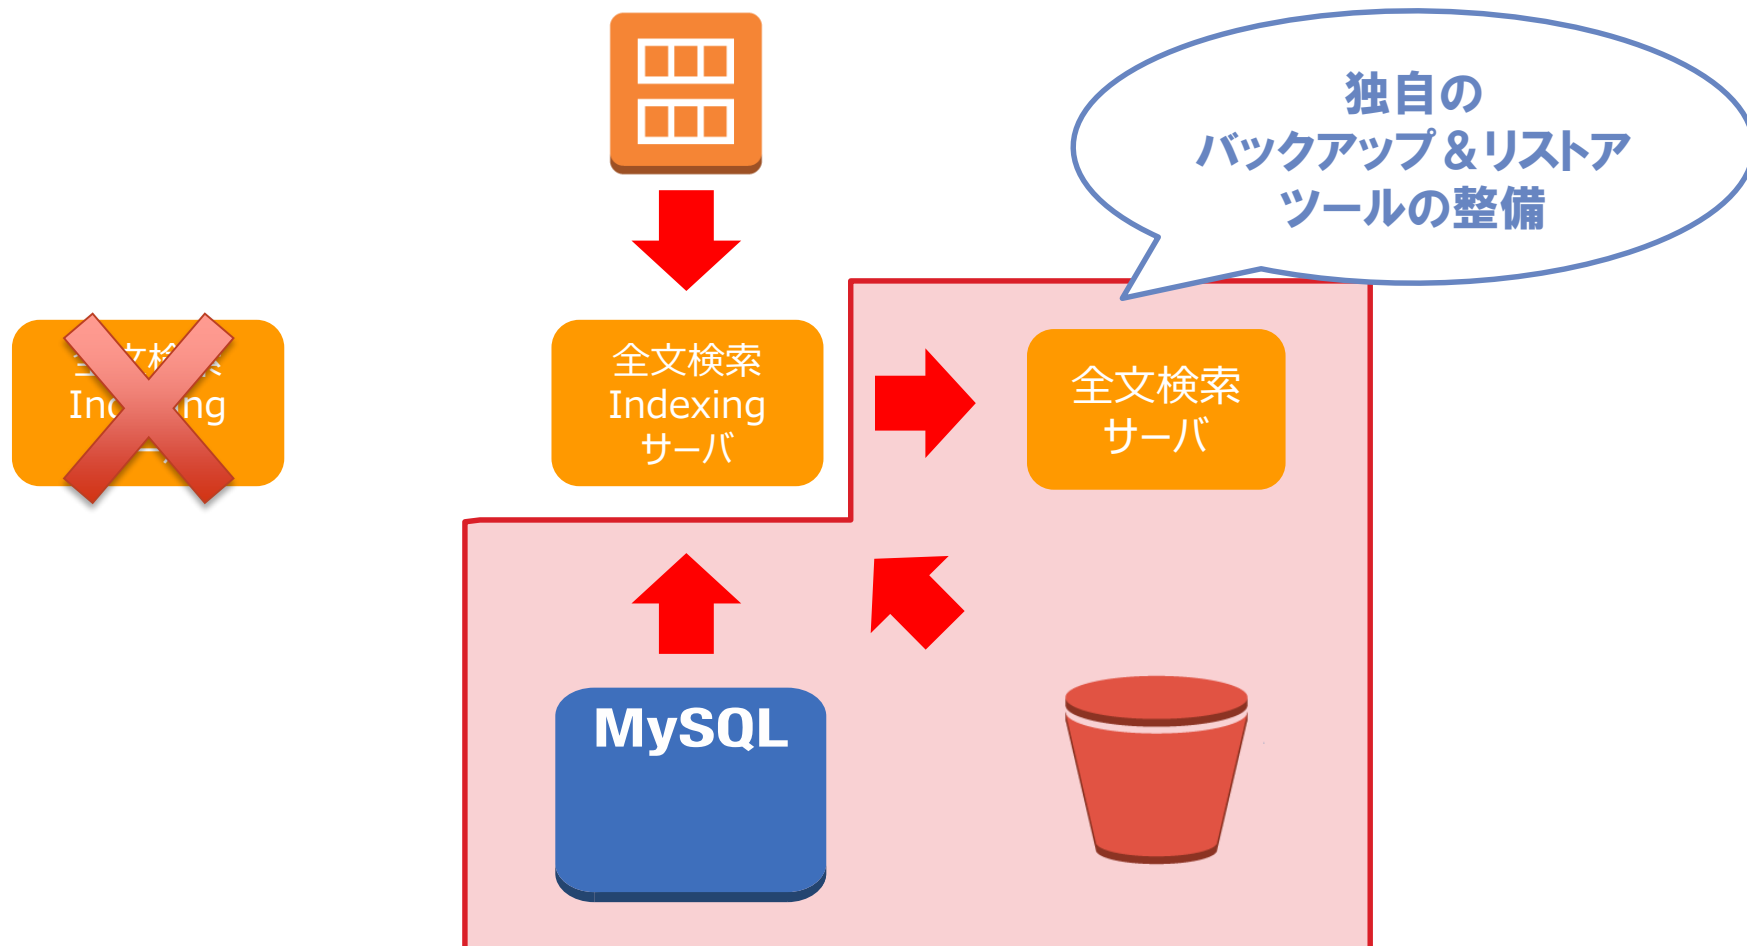 独自の
バックアップ&リストア
ツールの整備
全文検索
Indexing
サーバ
全文検索
サーバ
MySQL